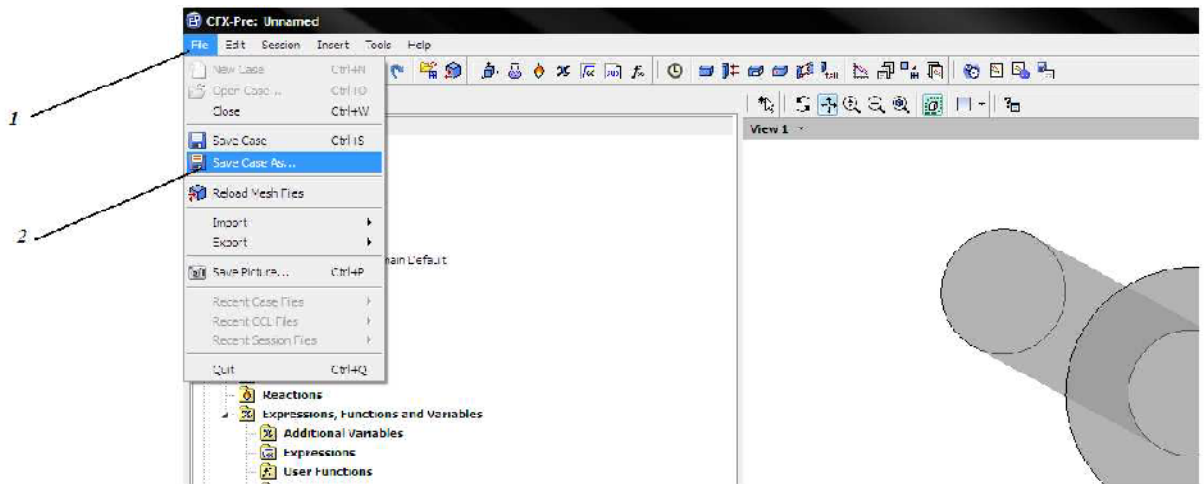 CFX-Pre: Unnamed
File Edit Session Insert Tools Help
New Case Ctrl+N
Open Case ... Ctrl+O
1
Close Ctrl+W
View 1
Save Case Ctrl+S
Save Case As...
Reload Mesh Files
2
Import
Export
main Default
Save Picture... Ctrl+P
Recent Case Files
Recent CCL Files
Recent Session Files
Quit Ctrl+Q
Reactions
Expressions, Functions and Variables
Additional Variables
Expressions
User Functions